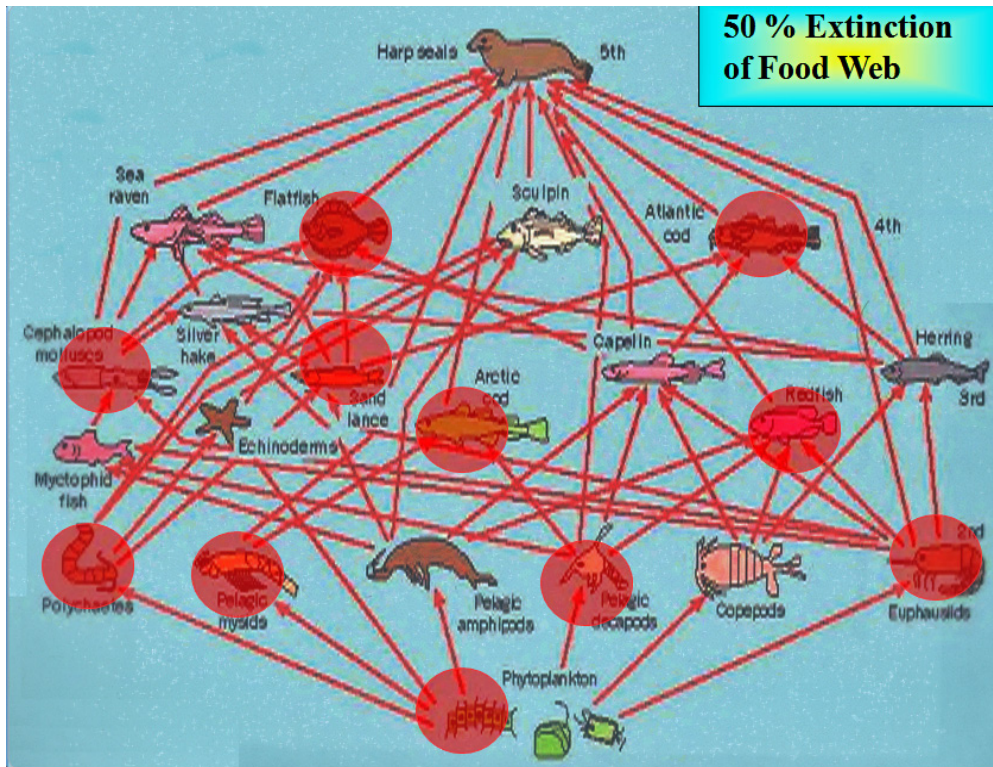 50 % Extinction
of Food Web
Harp seals
5th
Sea
raven
Flatfish
Sculpin
Atlantic
cod
4th
Cephalopod
molluscs
Silver
hake
Capelin
Herring
3rd
Sand
lance
Arctic
cod
Redfish
Echinoderms
Myctophid
fish
2nd
Polychaetes
Pelagic
mysids
Pelagic
amphipods
Pelagic
decapods
Copepods
Euphausiids
Phytoplankton